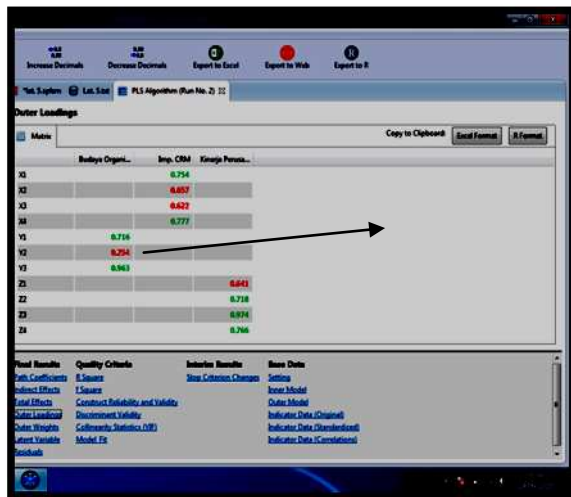 Increase Decimals Decrease Decimals Export to Excel Export to Web Export to R
PLS Algorithm (Run No. 2)
Outer Loadings
Matrix Copy to Clipboard: Excel Format R Format
Budaya Organi... Imp. CRM Kinerja Perusa...
X1 0.754
X2 0.657
X3 0.622
X4 0.777
Y1 0.716
Y2 0.254
Y3 0.963
Z1 0.641
Z2 0.718
Z3 0.974
Z4 0.766
Final Results Quality Criteria Interim Results Base Data
Path Coefficients R Square Stop Criterion Changes Setting
Indirect Effects f Square Inner Model
Total Effects Construct Reliability and Validity Outer Model
Outer Loadings Discriminant Validity Indicator Data (Original)
Outer Weights Collinearity Statistics (VIF) Indicator Data (Standardized)
Latent Variable Model Fit Indicator Data (Correlations)
Residuals